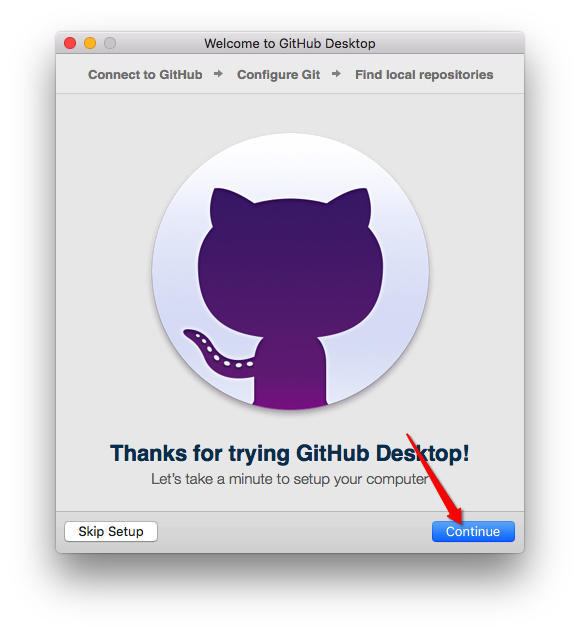 Welcome to GitHub Desktop
Connect to GitHub → Configure Git → Find local repositories
Thanks for trying GitHub Desktop!
Let's take a minute to setup your computer
Skip Setup
Continue